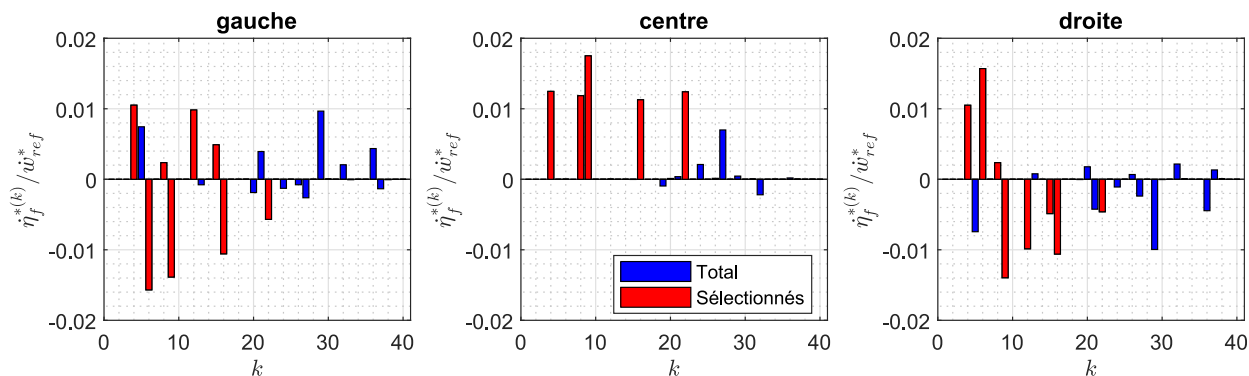 gauche
centre
droite
0.02
0.01
0
-0.01
-0.02
0 10 20 30 40
k
η̇_f^{*(k)}/ẇ_{ref}^*
0.02
0.01
0
-0.01
-0.02
0 10 20 30 40
k
η̇_f^{*(k)}/ẇ_{ref}^*
Total
Sélectionnés
0.02
0.01
0
-0.01
-0.02
0 10 20 30 40
k
η̇_f^{*(k)}/ẇ_{ref}^*